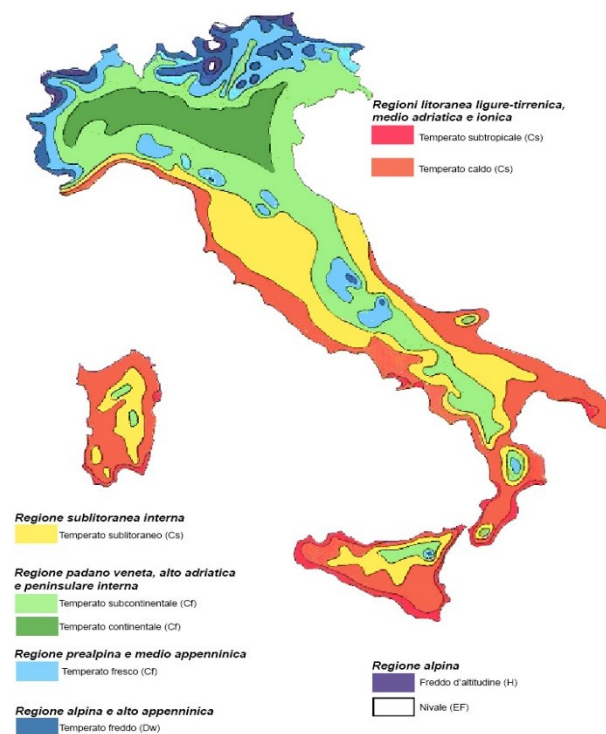 Regioni litoranea ligure-tirrenica,
medio adriatica e ionica
Temperato subtropicale (Cs)
Temperato caldo (Cs)
Regione sublitoranea interna
Temperato sublitoraneo (Cs)
Regione padano veneta, alto adriatica
e peninsulare interna
Temperato subcontinentale (Cf)
Temperato continentale (Cf)
Regione prealpina e medio appenninica
Temperato fresco (Cf)
Regione alpina e alto appenninica
Temperato freddo (Dw)
Regione alpina
Freddo d'altitudine (H)
Nivale (EF)